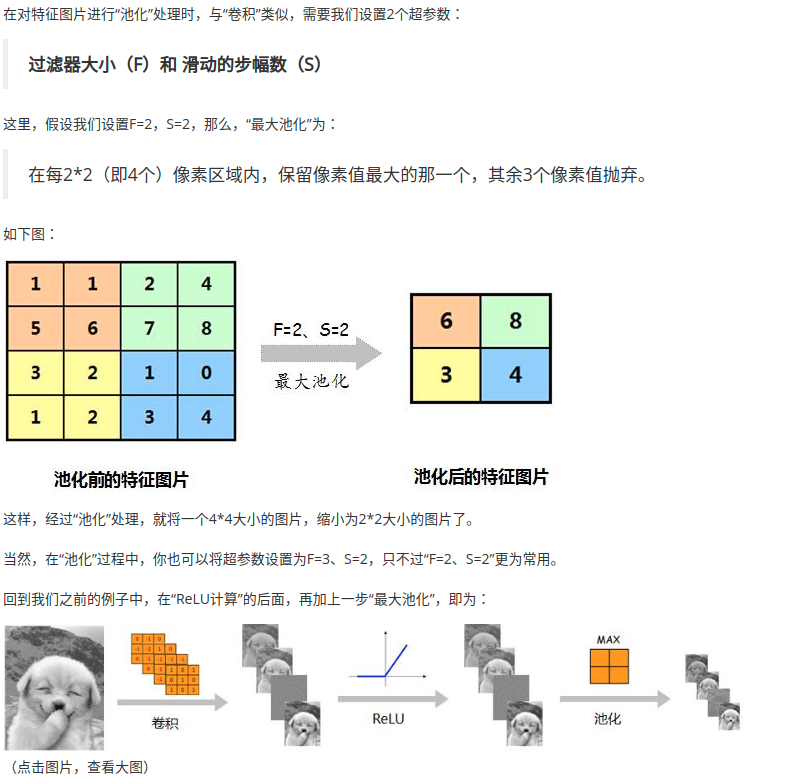 在对特征图片进行“池化”处理时，与“卷积”类似，需要我们设置2个超参数：
过滤器大小（F）和 滑动的步幅数（S）
这里，假设我们设置F=2，S=2，那么，“最大池化”为：
在每2*2（即4个）像素区域内，保留像素值最大的那一个，其余3个像素值抛弃。
如下图：
1 1 2 4
5 6 7 8
3 2 1 0
1 2 3 4
F=2、S=2
最大池化
6 8
3 4
池化前的特征图片
池化后的特征图片
这样，经过“池化”处理，就将一个4*4大小的图片，缩小为2*2大小的图片了。
当然，在“池化”过程中，你也可以将超参数设置为F=3、S=2，只不过“F=2、S=2”更为常用。
回到我们之前的例子中，在“ReLU计算”的后面，再加上一步“最大池化”，即为：
卷积
ReLU
MAX
池化
（点击图片，查看大图）